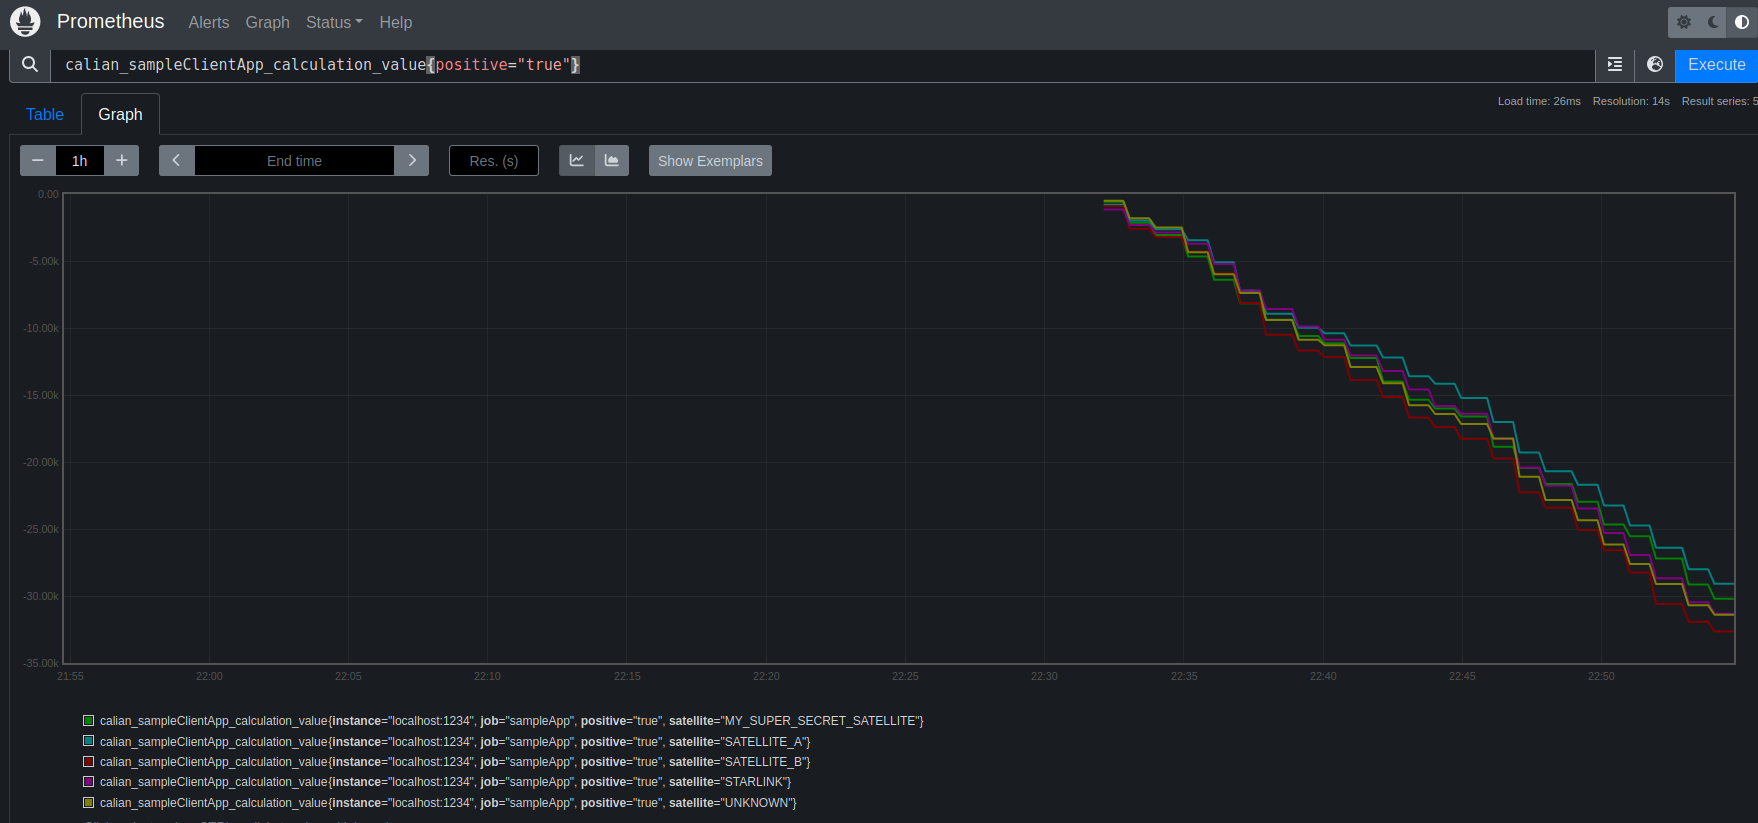 Prometheus Alerts Graph Status Help
calian_sampleClientApp_calculation_value{positive="true"} Execute
Load time: 26ms Resolution: 14s Result series: 5
Table Graph
− 1h + End time Res. (s) Show Exemplars
0.00
-5.00k
-10.00k
-15.00k
-20.00k
-25.00k
-30.00k
-35.00k
21:55 22:00 22:05 22:10 22:15 22:20 22:25 22:30 22:35 22:40 22:45 22:50
calian_sampleClientApp_calculation_value{instance="localhost:1234", job="sampleApp", positive="true", satellite="MY_SUPER_SECRET_SATELLITE"}
calian_sampleClientApp_calculation_value{instance="localhost:1234", job="sampleApp", positive="true", satellite="SATELLITE_A"}
calian_sampleClientApp_calculation_value{instance="localhost:1234", job="sampleApp", positive="true", satellite="SATELLITE_B"}
calian_sampleClientApp_calculation_value{instance="localhost:1234", job="sampleApp", positive="true", satellite="STARLINK"}
calian_sampleClientApp_calculation_value{instance="localhost:1234", job="sampleApp", positive="true", satellite="UNKNOWN"}